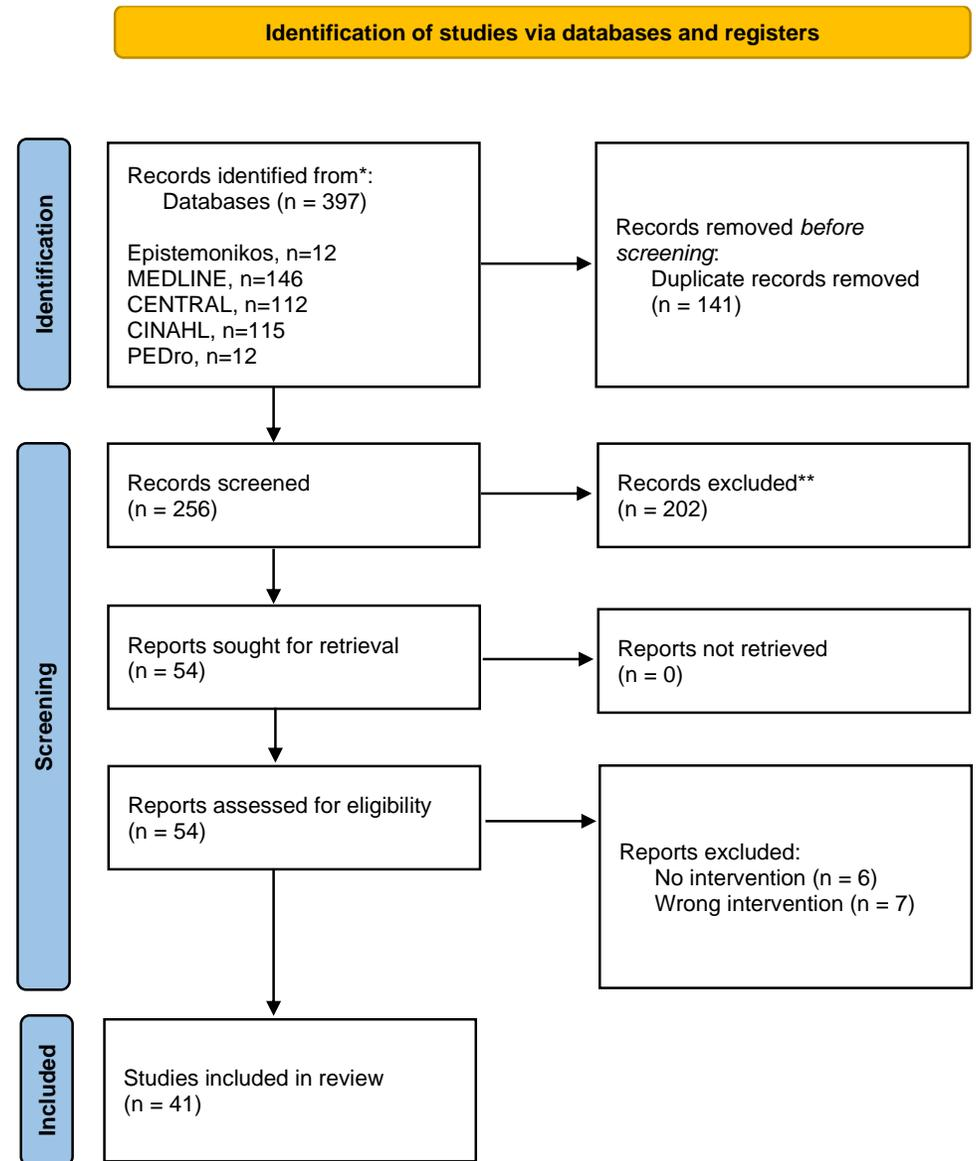 Identification of studies via databases and registers
Identification
Records identified from*:
Databases (n = 397)
Epistemonikos, n=12
MEDLINE, n=146
CENTRAL, n=112
CINAHL, n=115
PEDro, n=12
Records removed before
screening:
Duplicate records removed
(n = 141)
Screening
Records screened
(n = 256)
Records excluded**
(n = 202)
Reports sought for retrieval
(n = 54)
Reports not retrieved
(n = 0)
Reports assessed for eligibility
(n = 54)
Reports excluded:
No intervention (n = 6)
Wrong intervention (n = 7)
Included
Studies included in review
(n = 41)